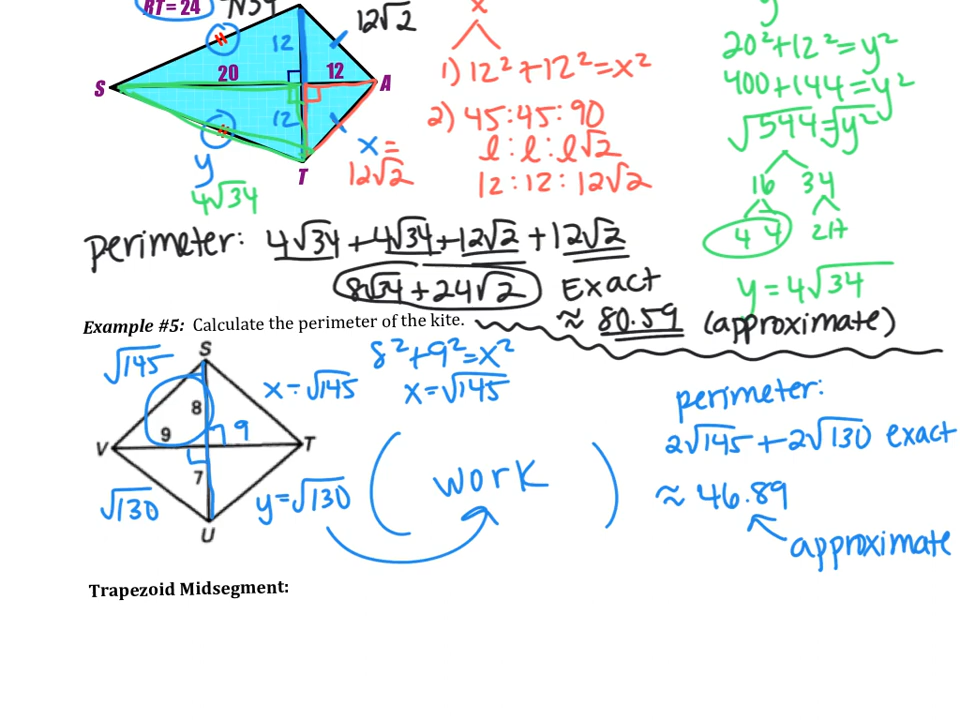 RT= 24
√34
12√2
12
20
12
S
A
12
x =
12√2
y
4√34
T
x
1) 12²+12²=x²
2) 45:45:90
l : l : l√2
12 : 12 : 12√2
y
20²+12²=y²
400+144=y²
√544=√y²
16 34
4 4 2 17
y=4√34
perimeter: 4√34+4√34+12√2+12√2
8√34+24√2 Exact
≈ 80.59 (approximate)
Example #5: Calculate the perimeter of the kite.
√145
S
8
9
9
V
T
7
U
√130
x=√145
y=√130
8²+9²=x²
x=√145
(work)
perimeter:
2√145+2√130 exact
≈ 46.89
approximate
Trapezoid Midsegment: